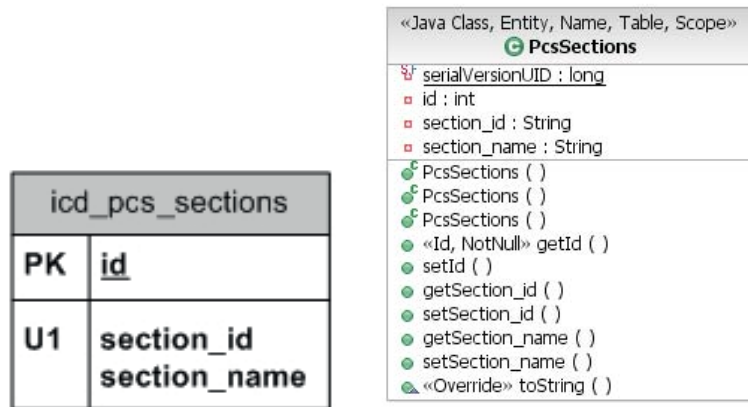 icd_pcs_sections
PK id
U1 section_id
section_name
«Java Class, Entity, Name, Table, Scope»
PcsSections
serialVersionUID : long
id : int
section_id : String
section_name : String
PcsSections ( )
PcsSections ( )
PcsSections ( )
«Id, NotNull» getId ( )
setId ( )
getSection_id ( )
setSection_id ( )
getSection_name ( )
setSection_name ( )
«Override» toString ( )